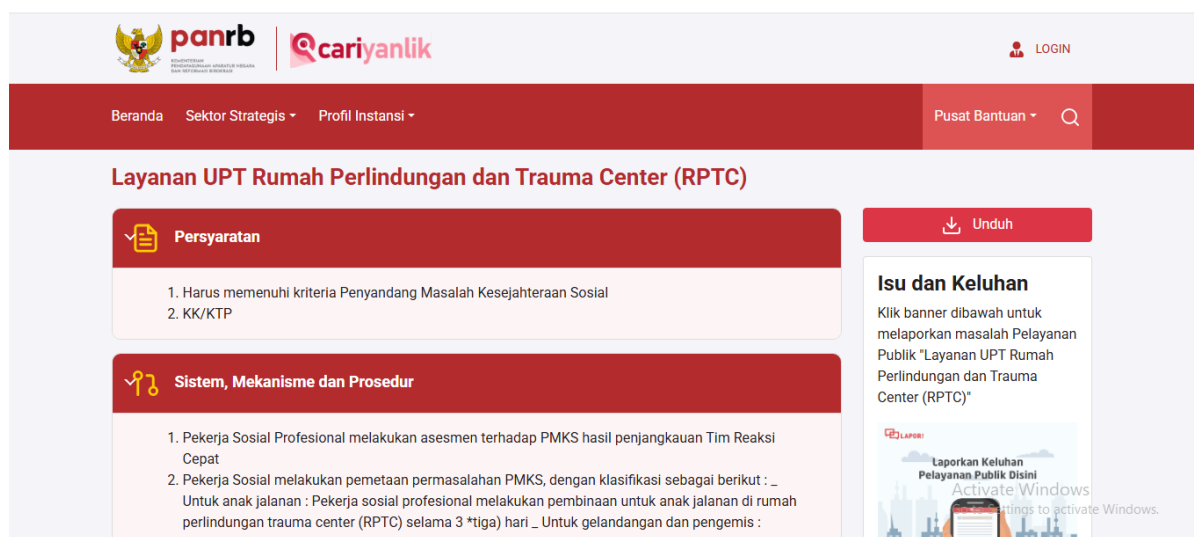 panrb
KEMENTERIAN
PENDAYAGUNAAN APARATUR NEGARA
DAN REFORMASI BIROKRASI
cariyanlik
LOGIN
Beranda Sektor Strategis Profil Instansi Pusat Bantuan
Layanan UPT Rumah Perlindungan dan Trauma Center (RPTC)
Persyaratan
1. Harus memenuhi kriteria Penyandang Masalah Kesejahteraan Sosial
2. KK/KTP
Sistem, Mekanisme dan Prosedur
1. Pekerja Sosial Profesional melakukan asesmen terhadap PMKS hasil penjangkauan Tim Reaksi
Cepat
2. Pekerja Sosial melakukan pemetaan permasalahan PMKS, dengan klasifikasi sebagai berikut : _
Untuk anak jalanan : Pekerja sosial profesional melakukan pembinaan untuk anak jalanan di rumah
perlindungan trauma center (RPTC) selama 3 *tiga) hari _ Untuk gelandangan dan pengemis :
Unduh
Isu dan Keluhan
Klik banner dibawah untuk
melaporkan masalah Pelayanan
Publik "Layanan UPT Rumah
Perlindungan dan Trauma
Center (RPTC)"
LAPOR!
Laporkan Keluhan
Pelayanan Publik Disini
Activate Windows
Go to Settings to activate Windows.